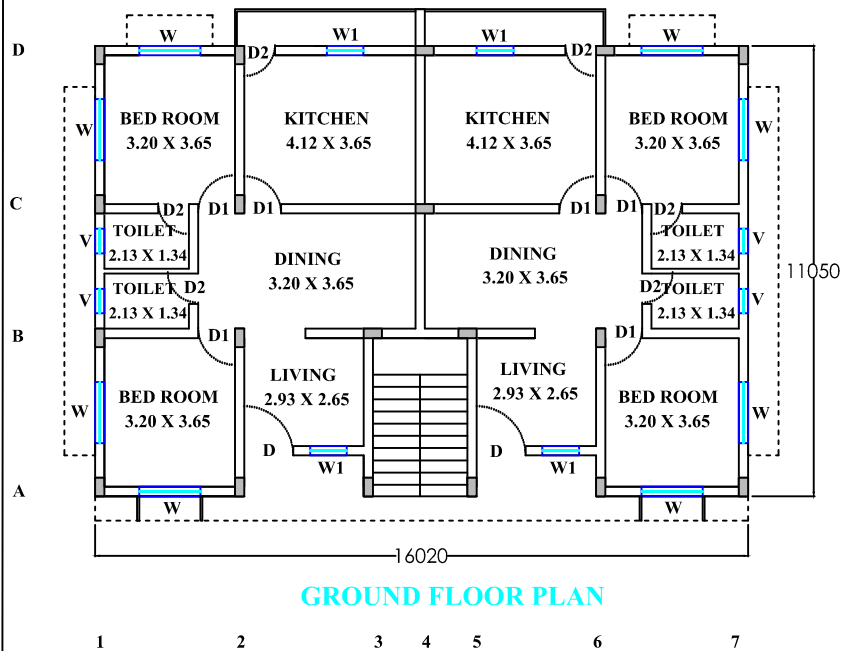 W W1 W1 W
D D2 D2
BED ROOM KITCHEN KITCHEN BED ROOM
3.20 X 3.65 4.12 X 3.65 4.12 X 3.65 3.20 X 3.65
W W
C D2 D1 D1 D1 D1 D2
V TOILET TOILET V
2.13 X 1.34 DINING DINING 2.13 X 1.34
3.20 X 3.65 3.20 X 3.65
11050
V TOILET D2 D2 TOILET V
2.13 X 1.34 2.13 X 1.34
B D1 D1
LIVING LIVING
BED ROOM 2.93 X 2.65 2.93 X 2.65 BED ROOM
3.20 X 3.65 3.20 X 3.65
W W
D D
W1 W1
A
W W
16020
GROUND FLOOR PLAN
1 2 3 4 5 6 7